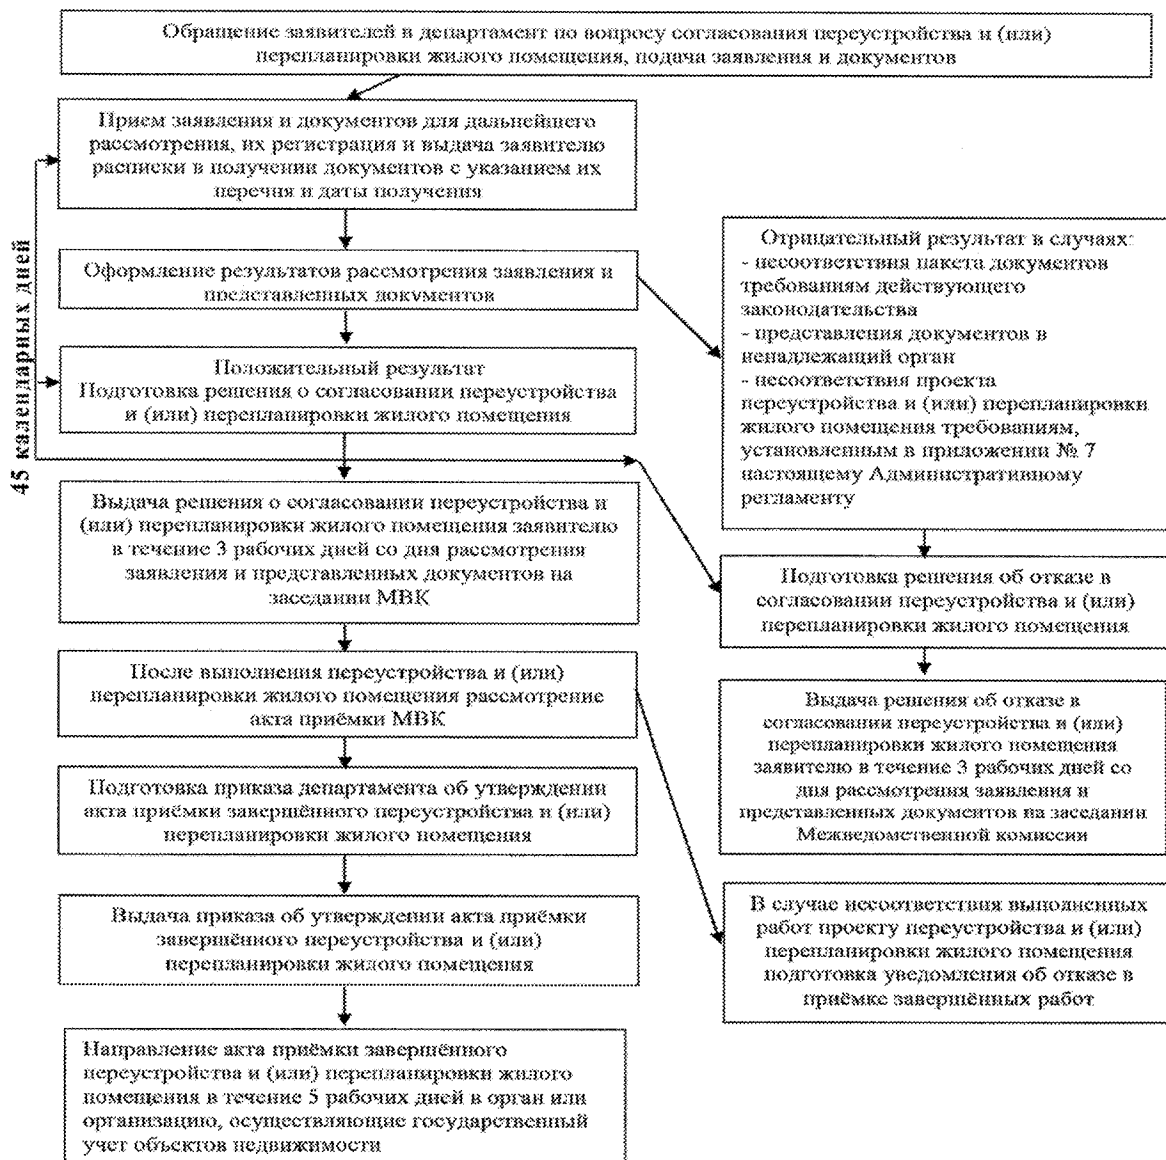 Обращение заявителей в департамент по вопросу согласования переустройства и (или)
перепланировки жилого помещения, подача заявления и документов
Прием заявления и документов для дальнейшего
рассмотрения, их регистрация и выдача заявителю
расписки в получении документов с указанием их
перечня и даты получения
45 календарных дней
Оформление результатов рассмотрения заявления и
представленных документов
Положительный результат
Подготовка решения о согласовании переустройства
и (или) перепланировки жилого помещения
Выдача решения о согласовании переустройства и
(или) перепланировки жилого помещения заявителю
в течение 3 рабочих дней со дня рассмотрения
заявления и представленных документов на
заседании МВК
После выполнения переустройства и (или)
перепланировки жилого помещения рассмотрение
акта приёмки МВК
Подготовка приказа департамента об утверждении
акта приёмки завершённого переустройства и (или)
перепланировки жилого помещения
Выдача приказа об утверждении акта приёмки
завершённого переустройства и (или)
перепланировки жилого помещения
Направление акта приёмки завершённого
переустройства и (или) перепланировки жилого
помещения в течение 5 рабочих дней в орган или
организацию, осуществляющие государственный
учет объектов недвижимости
Отрицательный результат в случаях:
- несоответствия пакета документов
требованиям действующего
законодательства
- представления документов в
ненадлежащий орган
- несоответствия проекта
переустройства и (или) перепланировки
жилого помещения требованиям,
установленным в приложении № 7
настоящему Административному
регламенту
Подготовка решения об отказе в
согласовании переустройства и (или)
перепланировки жилого помещения
Выдача решения об отказе в
согласовании переустройства и (или)
перепланировки жилого помещения
заявителю в течение 3 рабочих дней со
дня рассмотрения заявления и
представленных документов на заседании
Межведомственной комиссии
В случае несоответствия выполненных
работ проекту переустройства и (или)
перепланировки жилого помещения
подготовка уведомления об отказе в
приёмке завершённых работ